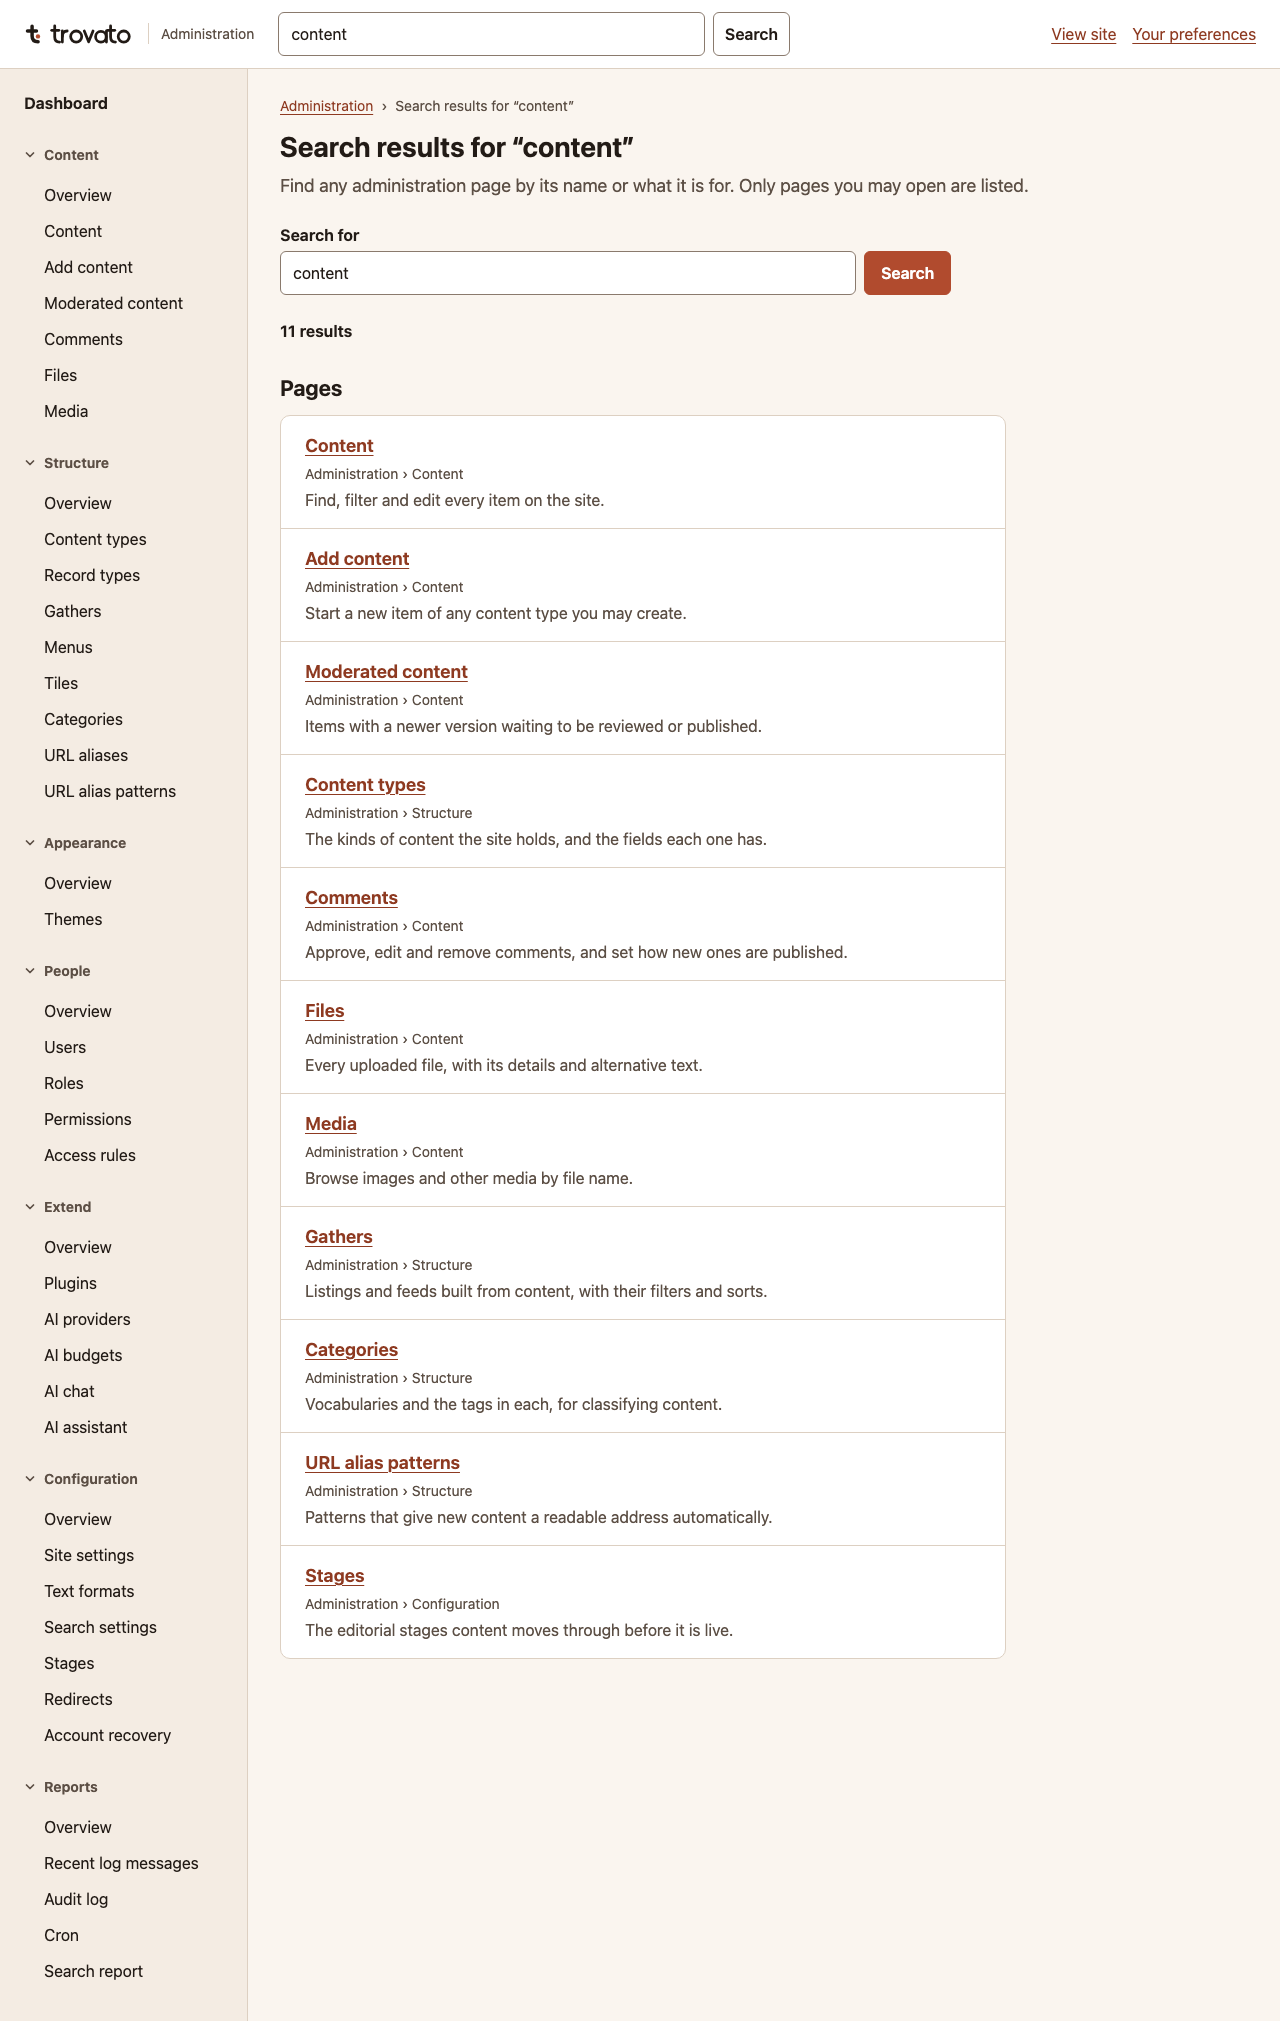 trovato
Administration
content
Search
View site
Your preferences
Dashboard
Content
Overview
Content
Add content
Moderated content
Comments
Files
Media
Structure
Overview
Content types
Record types
Gathers
Menus
Tiles
Categories
URL aliases
URL alias patterns
Appearance
Overview
Themes
People
Overview
Users
Roles
Permissions
Access rules
Extend
Overview
Plugins
AI providers
AI budgets
AI chat
AI assistant
Configuration
Overview
Site settings
Text formats
Search settings
Stages
Redirects
Account recovery
Reports
Overview
Recent log messages
Audit log
Cron
Search report
Administration › Search results for “content”
Search results for “content”
Find any administration page by its name or what it is for. Only pages you may open are listed.
Search for
content
Search
11 results
Pages
Content
Administration › Content
Find, filter and edit every item on the site.
Add content
Administration › Content
Start a new item of any content type you may create.
Moderated content
Administration › Content
Items with a newer version waiting to be reviewed or published.
Content types
Administration › Structure
The kinds of content the site holds, and the fields each one has.
Comments
Administration › Content
Approve, edit and remove comments, and set how new ones are published.
Files
Administration › Content
Every uploaded file, with its details and alternative text.
Media
Administration › Content
Browse images and other media by file name.
Gathers
Administration › Structure
Listings and feeds built from content, with their filters and sorts.
Categories
Administration › Structure
Vocabularies and the tags in each, for classifying content.
URL alias patterns
Administration › Structure
Patterns that give new content a readable address automatically.
Stages
Administration › Configuration
The editorial stages content moves through before it is live.